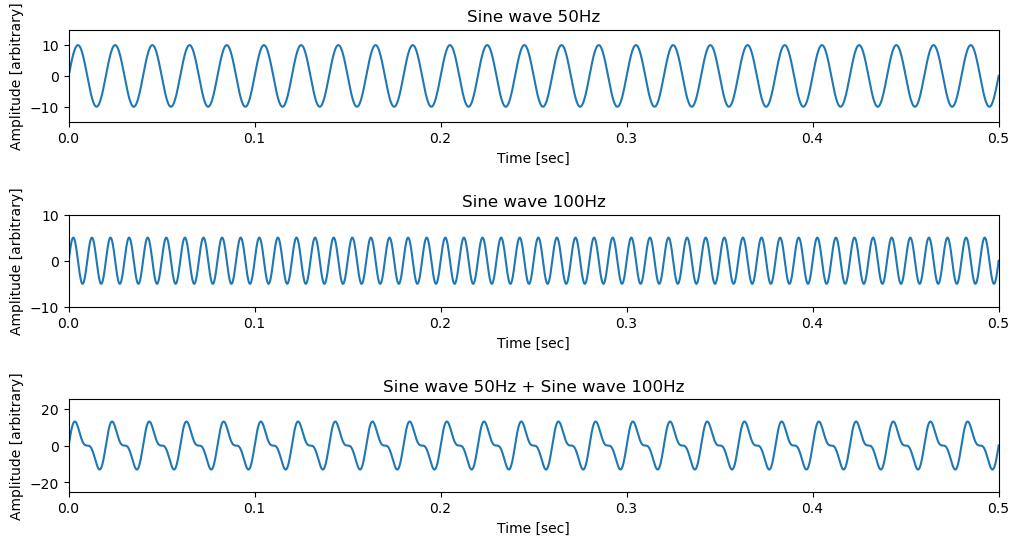 Sine wave 50Hz
Amplitude [arbitrary]
10
0
−10
0.0 0.1 0.2 0.3 0.4 0.5
Time [sec]
Sine wave 100Hz
Amplitude [arbitrary]
10
0
−10
0.0 0.1 0.2 0.3 0.4 0.5
Time [sec]
Sine wave 50Hz + Sine wave 100Hz
Amplitude [arbitrary]
20
0
−20
0.0 0.1 0.2 0.3 0.4 0.5
Time [sec]